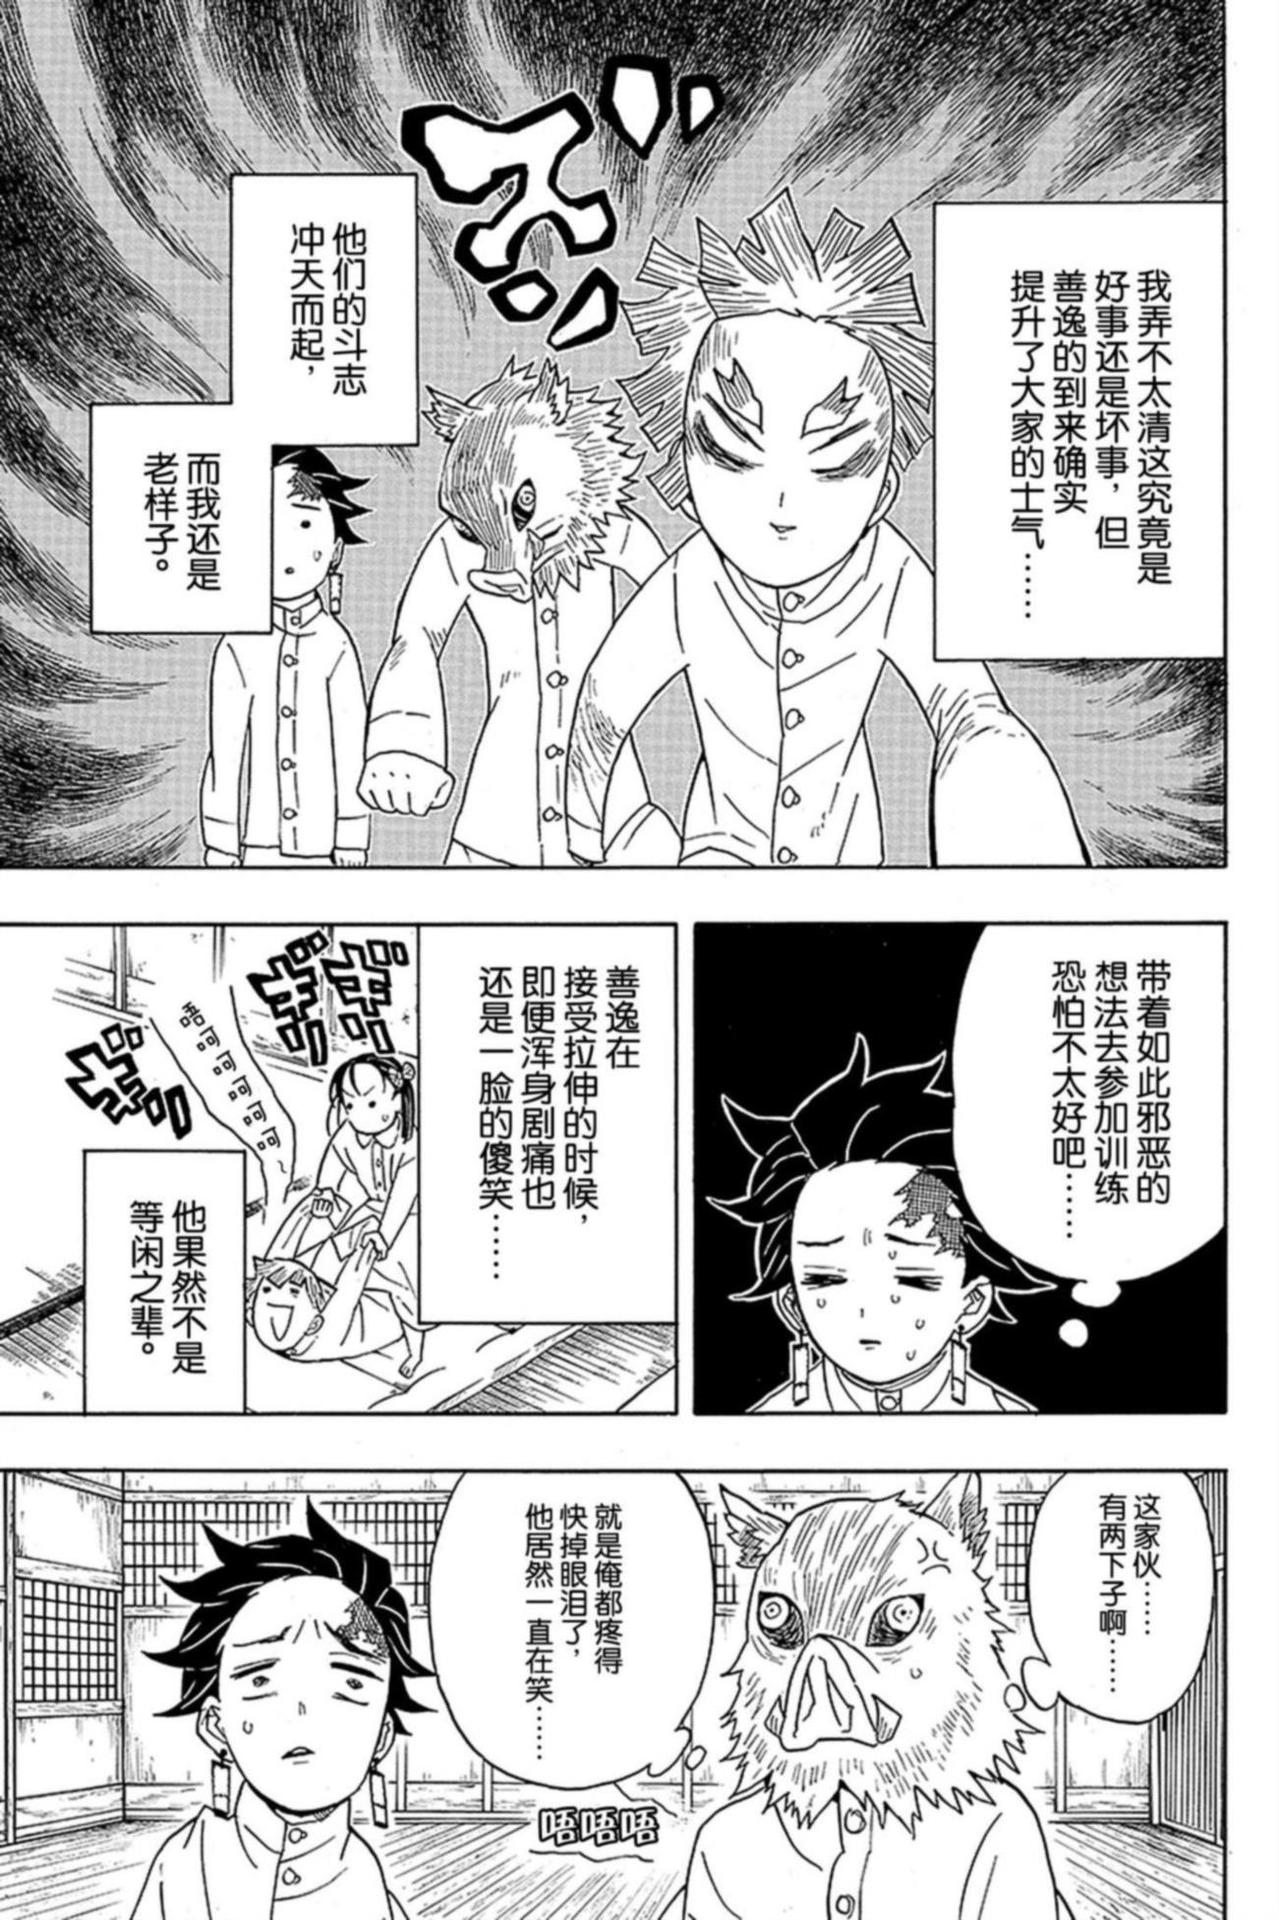 我弄不太清这究竟是
好事还是坏事，但
善逸的到来确实
提升了大家的士气……
他们的斗志
冲天而起，
而我还是
老样子。
带着如此邪恶的
想法去参加训练
恐怕不太好吧……
善逸在
接受拉伸的时候，
即便浑身剧痛也
还是一脸的傻笑……
唔呵呵呵呵呵
他果然不是
等闲之辈。
这家伙……
有两下子啊……
就是俺都疼得
快掉眼泪了，
他居然一直在笑……
唔唔唔